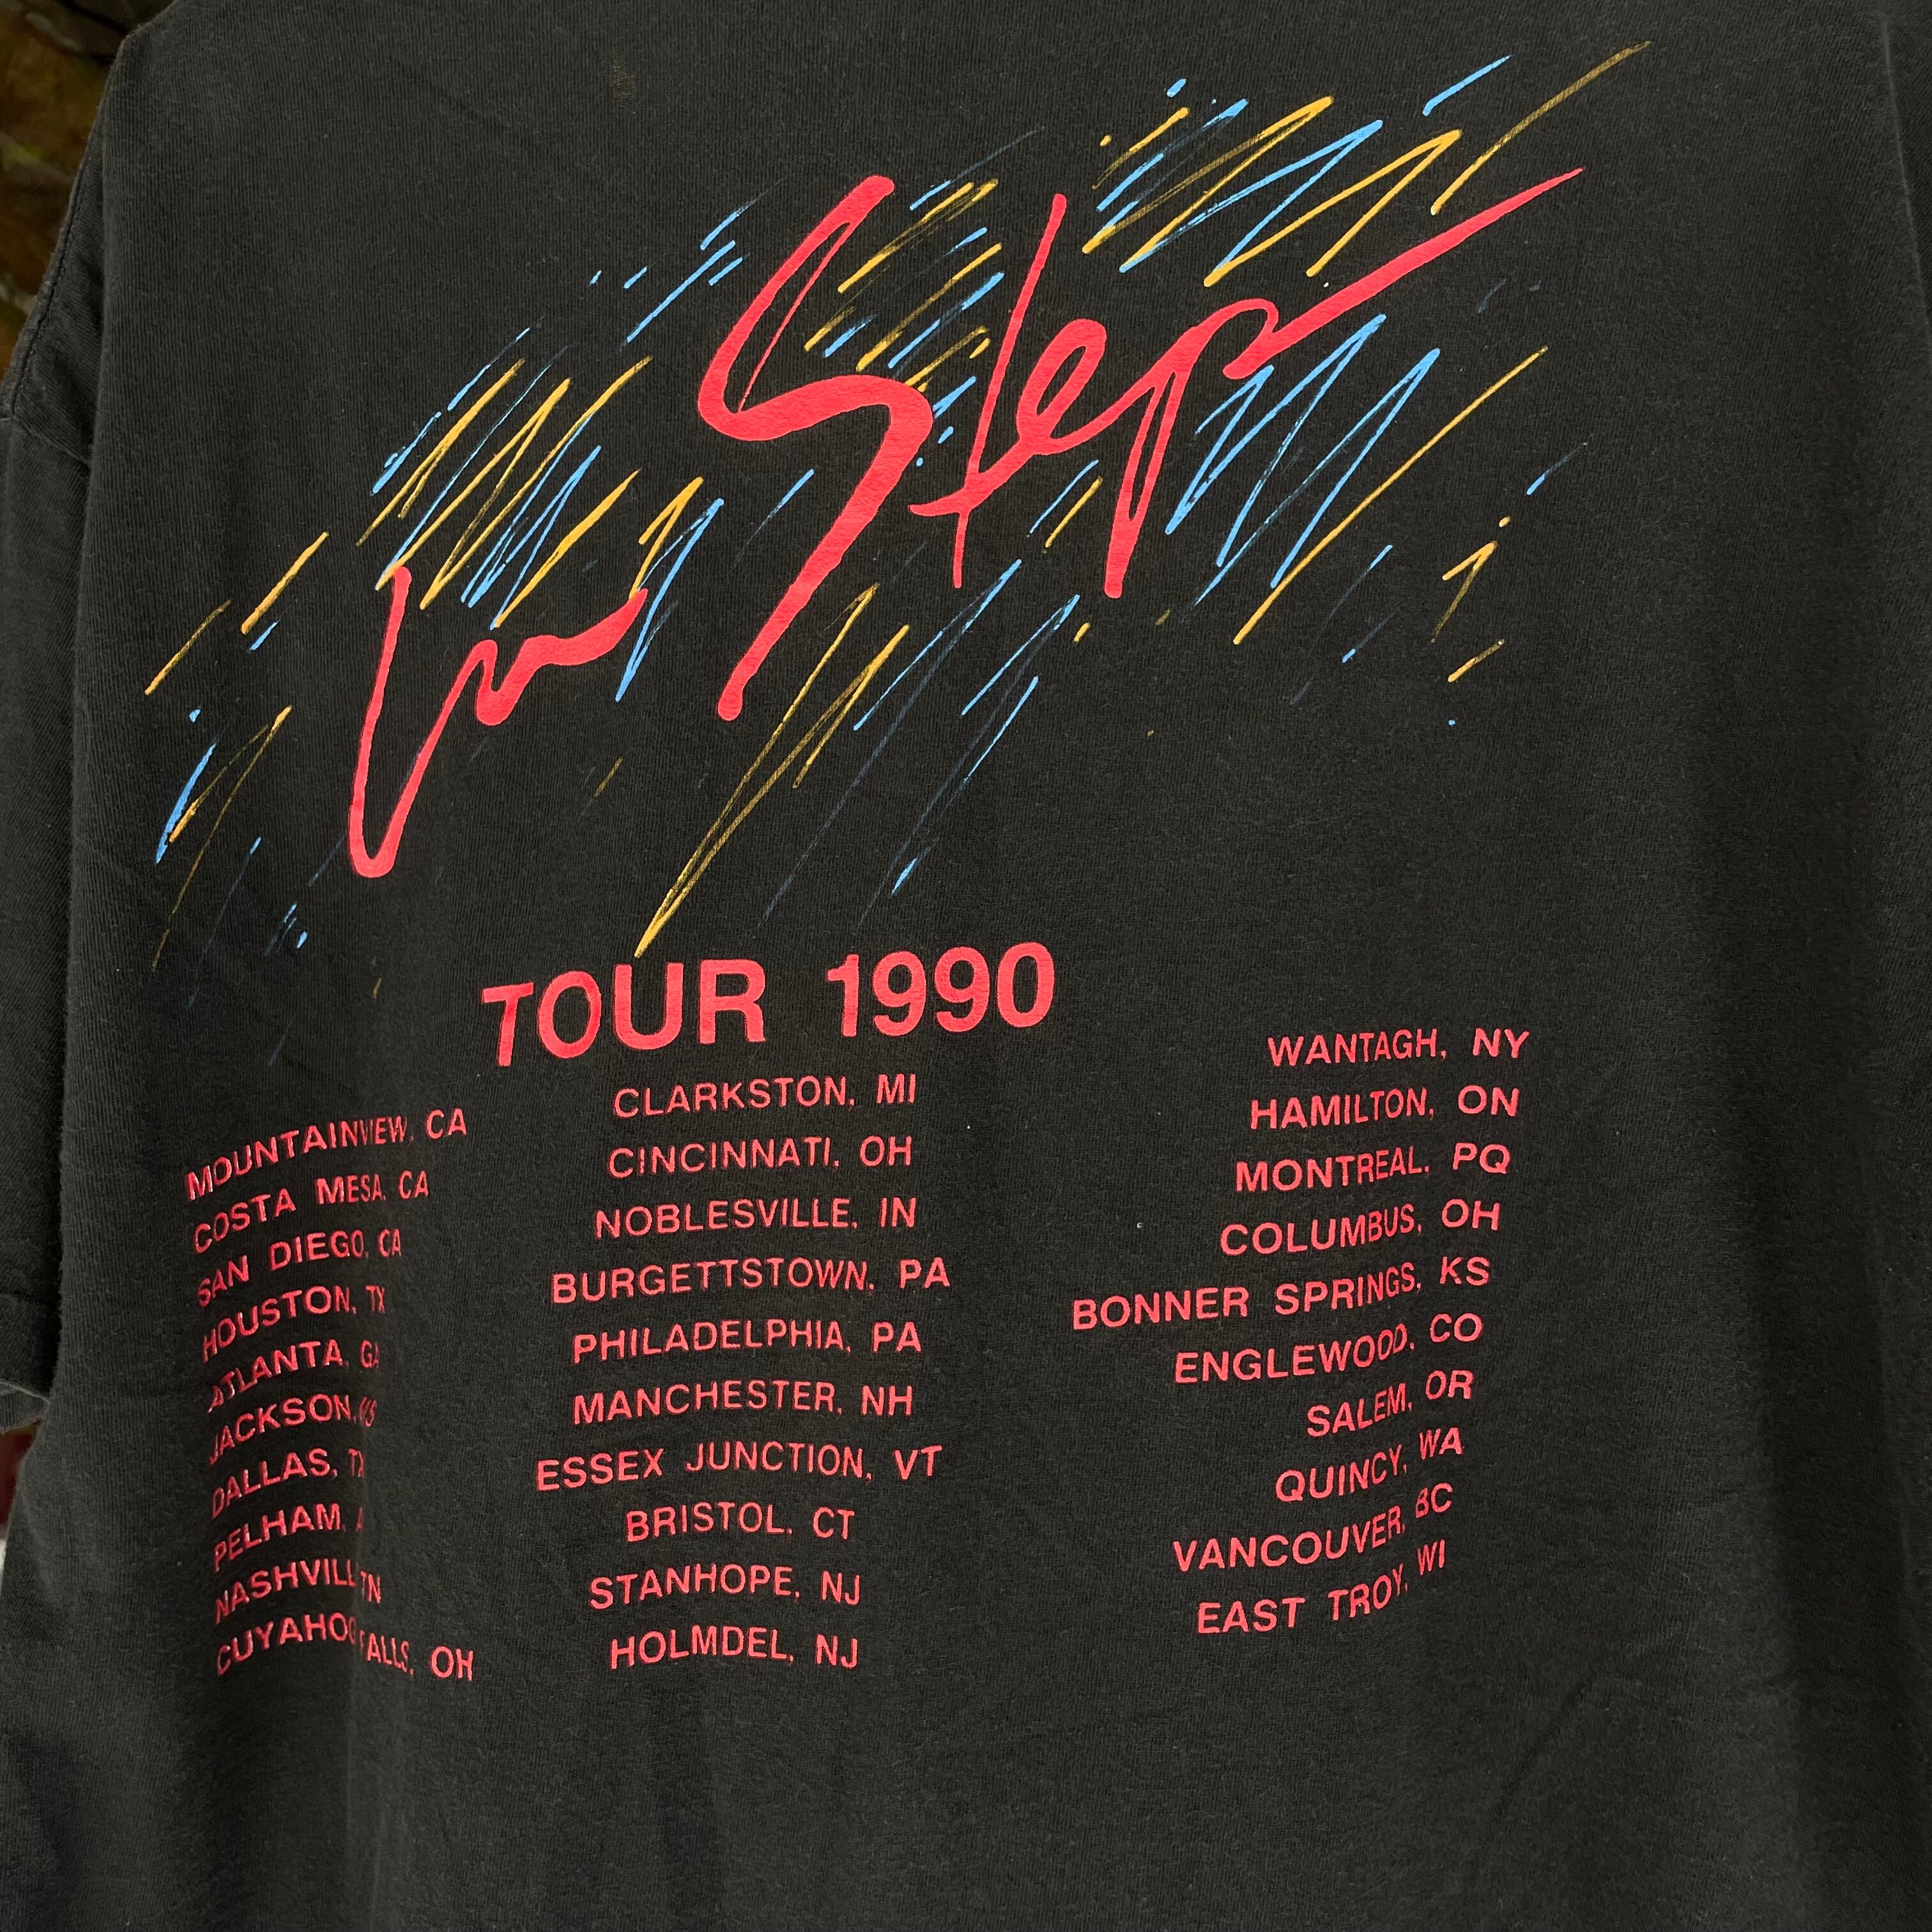 In Step
TOUR 1990
MOUNTAINVIEW, CA
COSTA MESA, CA
SAN DIEGO, CA
HOUSTON, TX
ATLANTA, GA
JACKSON, MS
DALLAS, TX
PELHAM, A
NASHVILL TN
CUYAHOG FALLS, OH
CLARKSTON, MI
CINCINNATI, OH
NOBLESVILLE, IN
BURGETTSTOWN, PA
PHILADELPHIA, PA
MANCHESTER, NH
ESSEX JUNCTION, VT
BRISTOL, CT
STANHOPE, NJ
HOLMDEL, NJ
WANTAGH, NY
HAMILTON, ON
MONTREAL, PQ
COLUMBUS, OH
BONNER SPRINGS, KS
ENGLEWOOD, CO
SALEM, OR
QUINCY, WA
VANCOUVER, BC
EAST TROY, WI